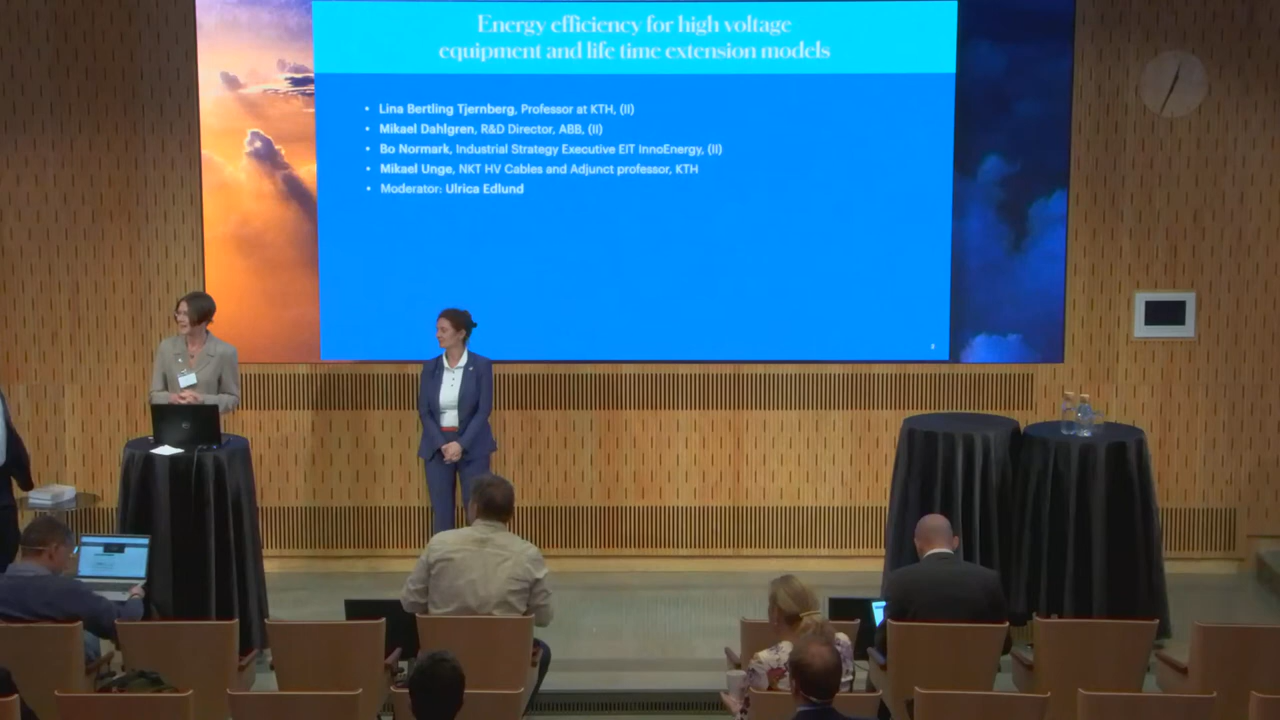 Energy efficiency for high voltage
equipment and life time extension models
• Lina Bertling Tjernberg, Professor at KTH, (II)
• Mikael Dahlgren, R&D Director, ABB, (II)
• Bo Normark, Industrial Strategy Executive EIT InnoEnergy, (II)
• Mikael Unge, NKT HV Cables and Adjunct professor, KTH
• Moderator: Ulrica Edlund